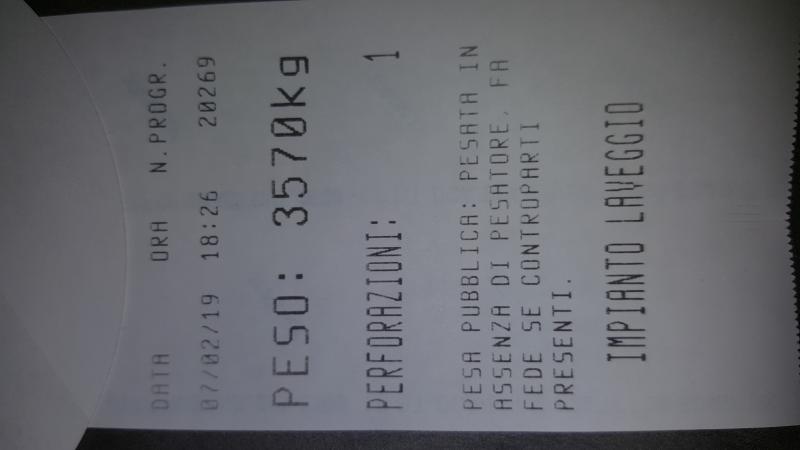 DATA ORA N.PROGR.
07/02/19 18:26 20269
PESO: 3570kg
PERFORAZIONI: 1
PESA PUBBLICA: PESATA IN
ASSENZA DI PESATORE, FA
FEDE SE CONTROPARTI
PRESENTI.
IMPIANTO LAVEGGIO